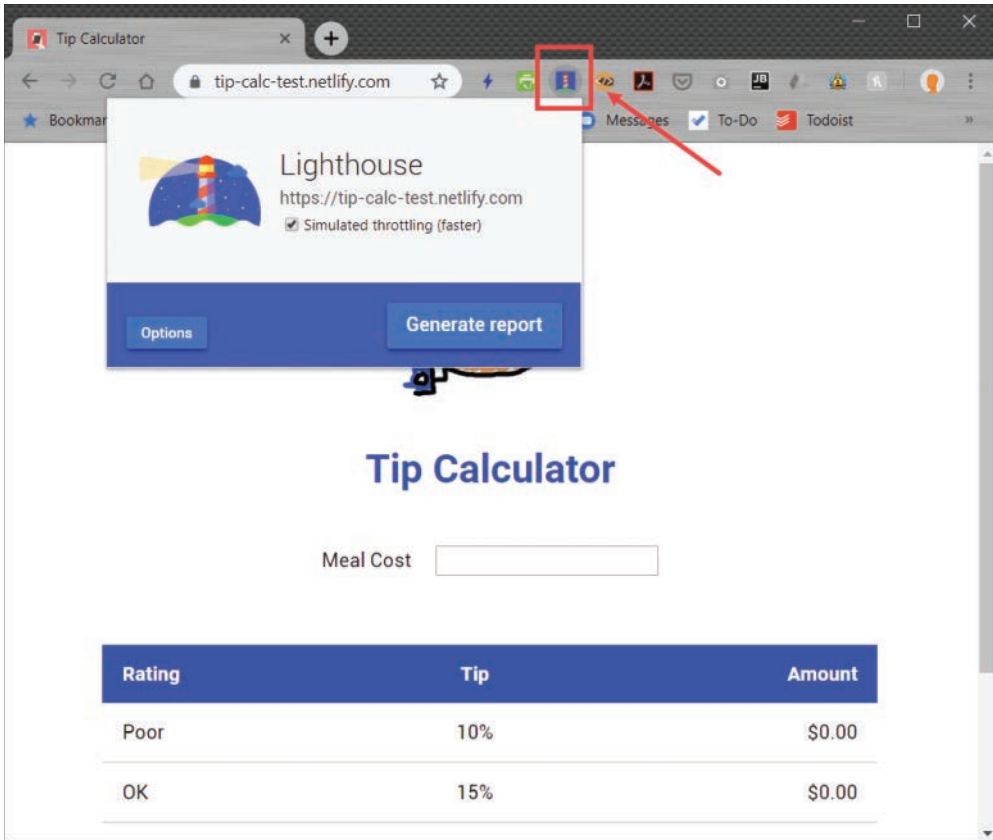 Tip Calculator
tip-calc-test.netlify.com
JB
Bookmar
Messages To-Do Todoist
Lighthouse
https://tip-calc-test.netlify.com
Simulated throttling (faster)
Options
Generate report
Tip Calculator
Meal Cost
Rating Tip Amount
Poor 10% $0.00
OK 15% $0.00